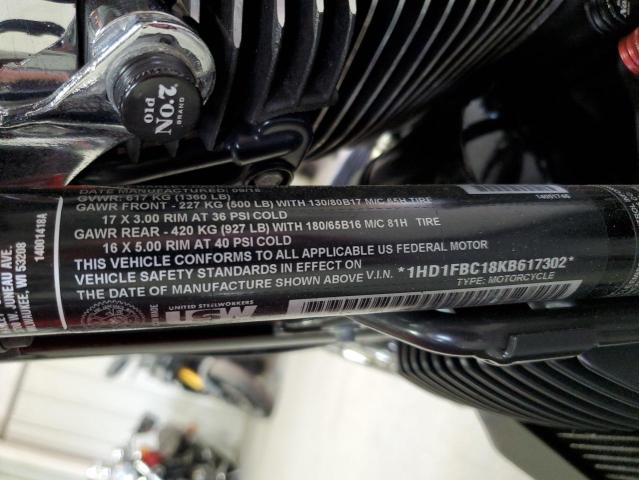 BRAND
NO.2
DIO
DATE MANUFACTURED: 09/18
GVWR: 617 KG (1360 LB)
GAWR FRONT - 227 KG (500 LB) WITH 130/80B17 M/C 65H TIRE
17 X 3.00 RIM AT 36 PSI COLD
GAWR REAR - 420 KG (927 LB) WITH 180/65B16 M/C 81H TIRE
16 X 5.00 RIM AT 40 PSI COLD
THIS VEHICLE CONFORMS TO ALL APPLICABLE US FEDERAL MOTOR
VEHICLE SAFETY STANDARDS IN EFFECT ON
THE DATE OF MANUFACTURE SHOWN ABOVE V.I.N. *1HD1FBC18KB617302*
TYPE: MOTORCYCLE
UNITED STEELWORKERS
USW
JUNEAU AVE.
WI 53208
14001418A
14001746